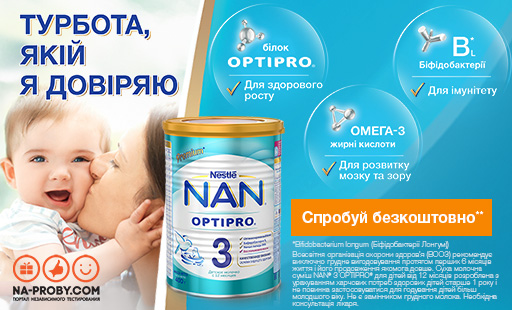 ТУРБОТА,
ЯКІЙ
Я ДОВІРЯЮ
білок
OPTIPRO®
Для здорового
росту
BL
Біфідобактерії
Для імунітету
ОМЕГА-3
жирні кислоти
Для розвитку
мозку та зору
Nestlé
NAN
OPTIPRO®
3
Спробуй безкоштовно**
*Bifidobacterium longum (Біфідобактерії Лонгумі)
Всесвітня організація охорони здоров'я (ВООЗ) рекомендує
виключно грудне вигодовування протягом перших 6 місяців
життя і його продовження якомога довше. Суха молочна
суміш NAN® 3 OPTIPRO® для дітей від 12 місяців розроблена з
урахуванням харчових потреб здорових дітей старше 1 року і
не повинна застосовуватися для годування дітей більш
молодшого віку. Не є замінником грудного молока. Необхідна
консультація лікаря.
NA-PROBY.COM
ПОРТАЛ НЕЗАВИСИМОГО ТЕСТИРОВАНИЯ